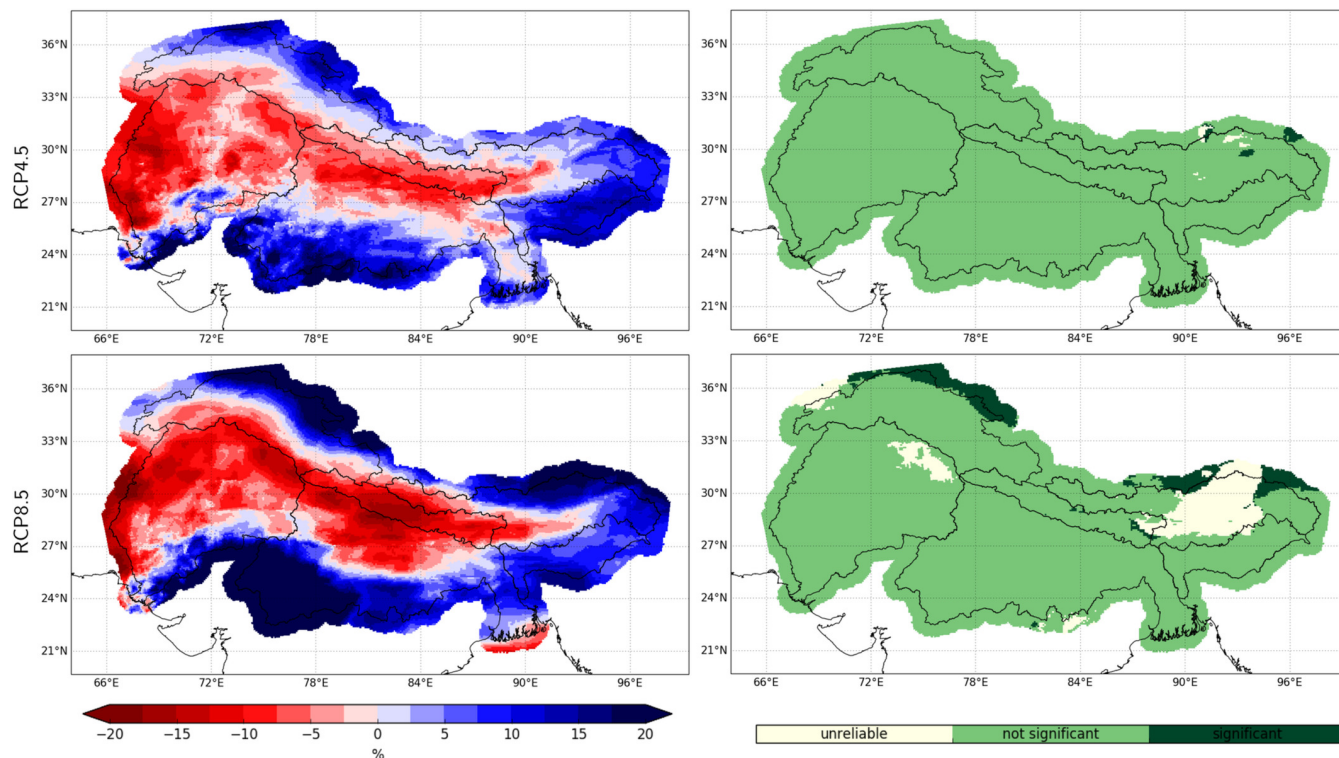 36°N
33°N
30°N
27°N
24°N
21°N
RCP4.5
66°E 72°E 78°E 84°E 90°E 96°E
36°N
33°N
30°N
27°N
24°N
21°N
66°E 72°E 78°E 84°E 90°E 96°E
36°N
33°N
30°N
27°N
24°N
21°N
RCP8.5
66°E 72°E 78°E 84°E 90°E 96°E
36°N
33°N
30°N
27°N
24°N
21°N
66°E 72°E 78°E 84°E 90°E 96°E
−20 −15 −10 −5 0 5 10 15 20
%
unreliable not significant significant